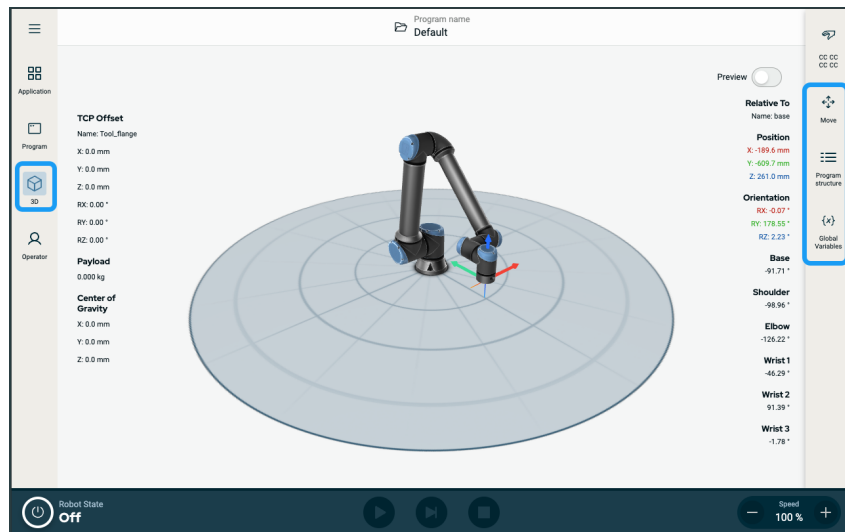 Program name
Default
Application
Program
3D
Operator
TCP Offset
Name: Tool_flange
X: 0.0 mm
Y: 0.0 mm
Z: 0.0 mm
RX: 0.00 °
RY: 0.00 °
RZ: 0.00 °
Payload
0.000 kg
Center of
Gravity
X: 0.0 mm
Y: 0.0 mm
Z: 0.0 mm
Preview
Relative To
Name: base
Position
X: -189.6 mm
Y: -609.7 mm
Z: 261.0 mm
Orientation
RX: -0.07 °
RY: 178.55 °
RZ: 2.23 °
Base
-91.71 °
Shoulder
-98.96 °
Elbow
-126.22 °
Wrist 1
-46.29 °
Wrist 2
91.39 °
Wrist 3
-1.78 °
CC CC
CC CC
Move
Program
structure
{x}
Global
Variables
Robot State
Off
Speed
100 %